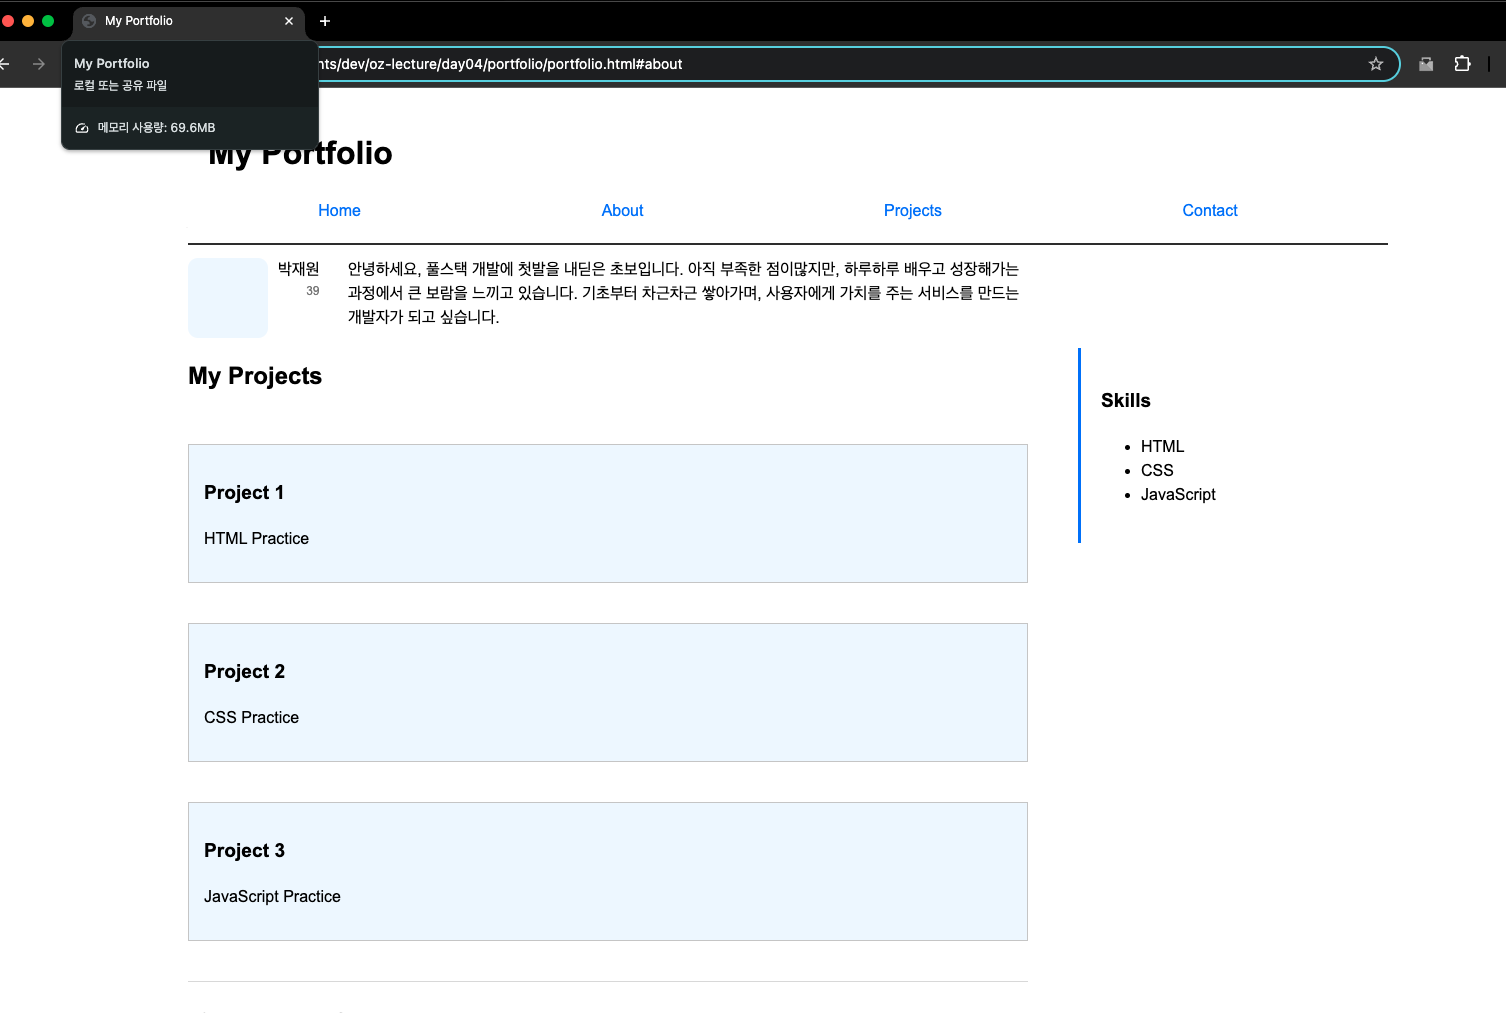 My Portfolio
My Portfolio
로컬 또는 공유 파일
메모리 사용량: 69.6MB
nts/dev/oz-lecture/day04/portfolio/portfolio.html#about
My Portfolio
Home
About
Projects
Contact
박재원
39
안녕하세요, 풀스택 개발에 첫발을 내딛은 초보입니다. 아직 부족한 점이많지만, 하루하루 배우고 성장해가는
과정에서 큰 보람을 느끼고 있습니다. 기초부터 차근차근 쌓아가며, 사용자에게 가치를 주는 서비스를 만드는
개발자가 되고 싶습니다.
My Projects
Project 1
HTML Practice
Project 2
CSS Practice
Project 3
JavaScript Practice
Skills
HTML
CSS
JavaScript